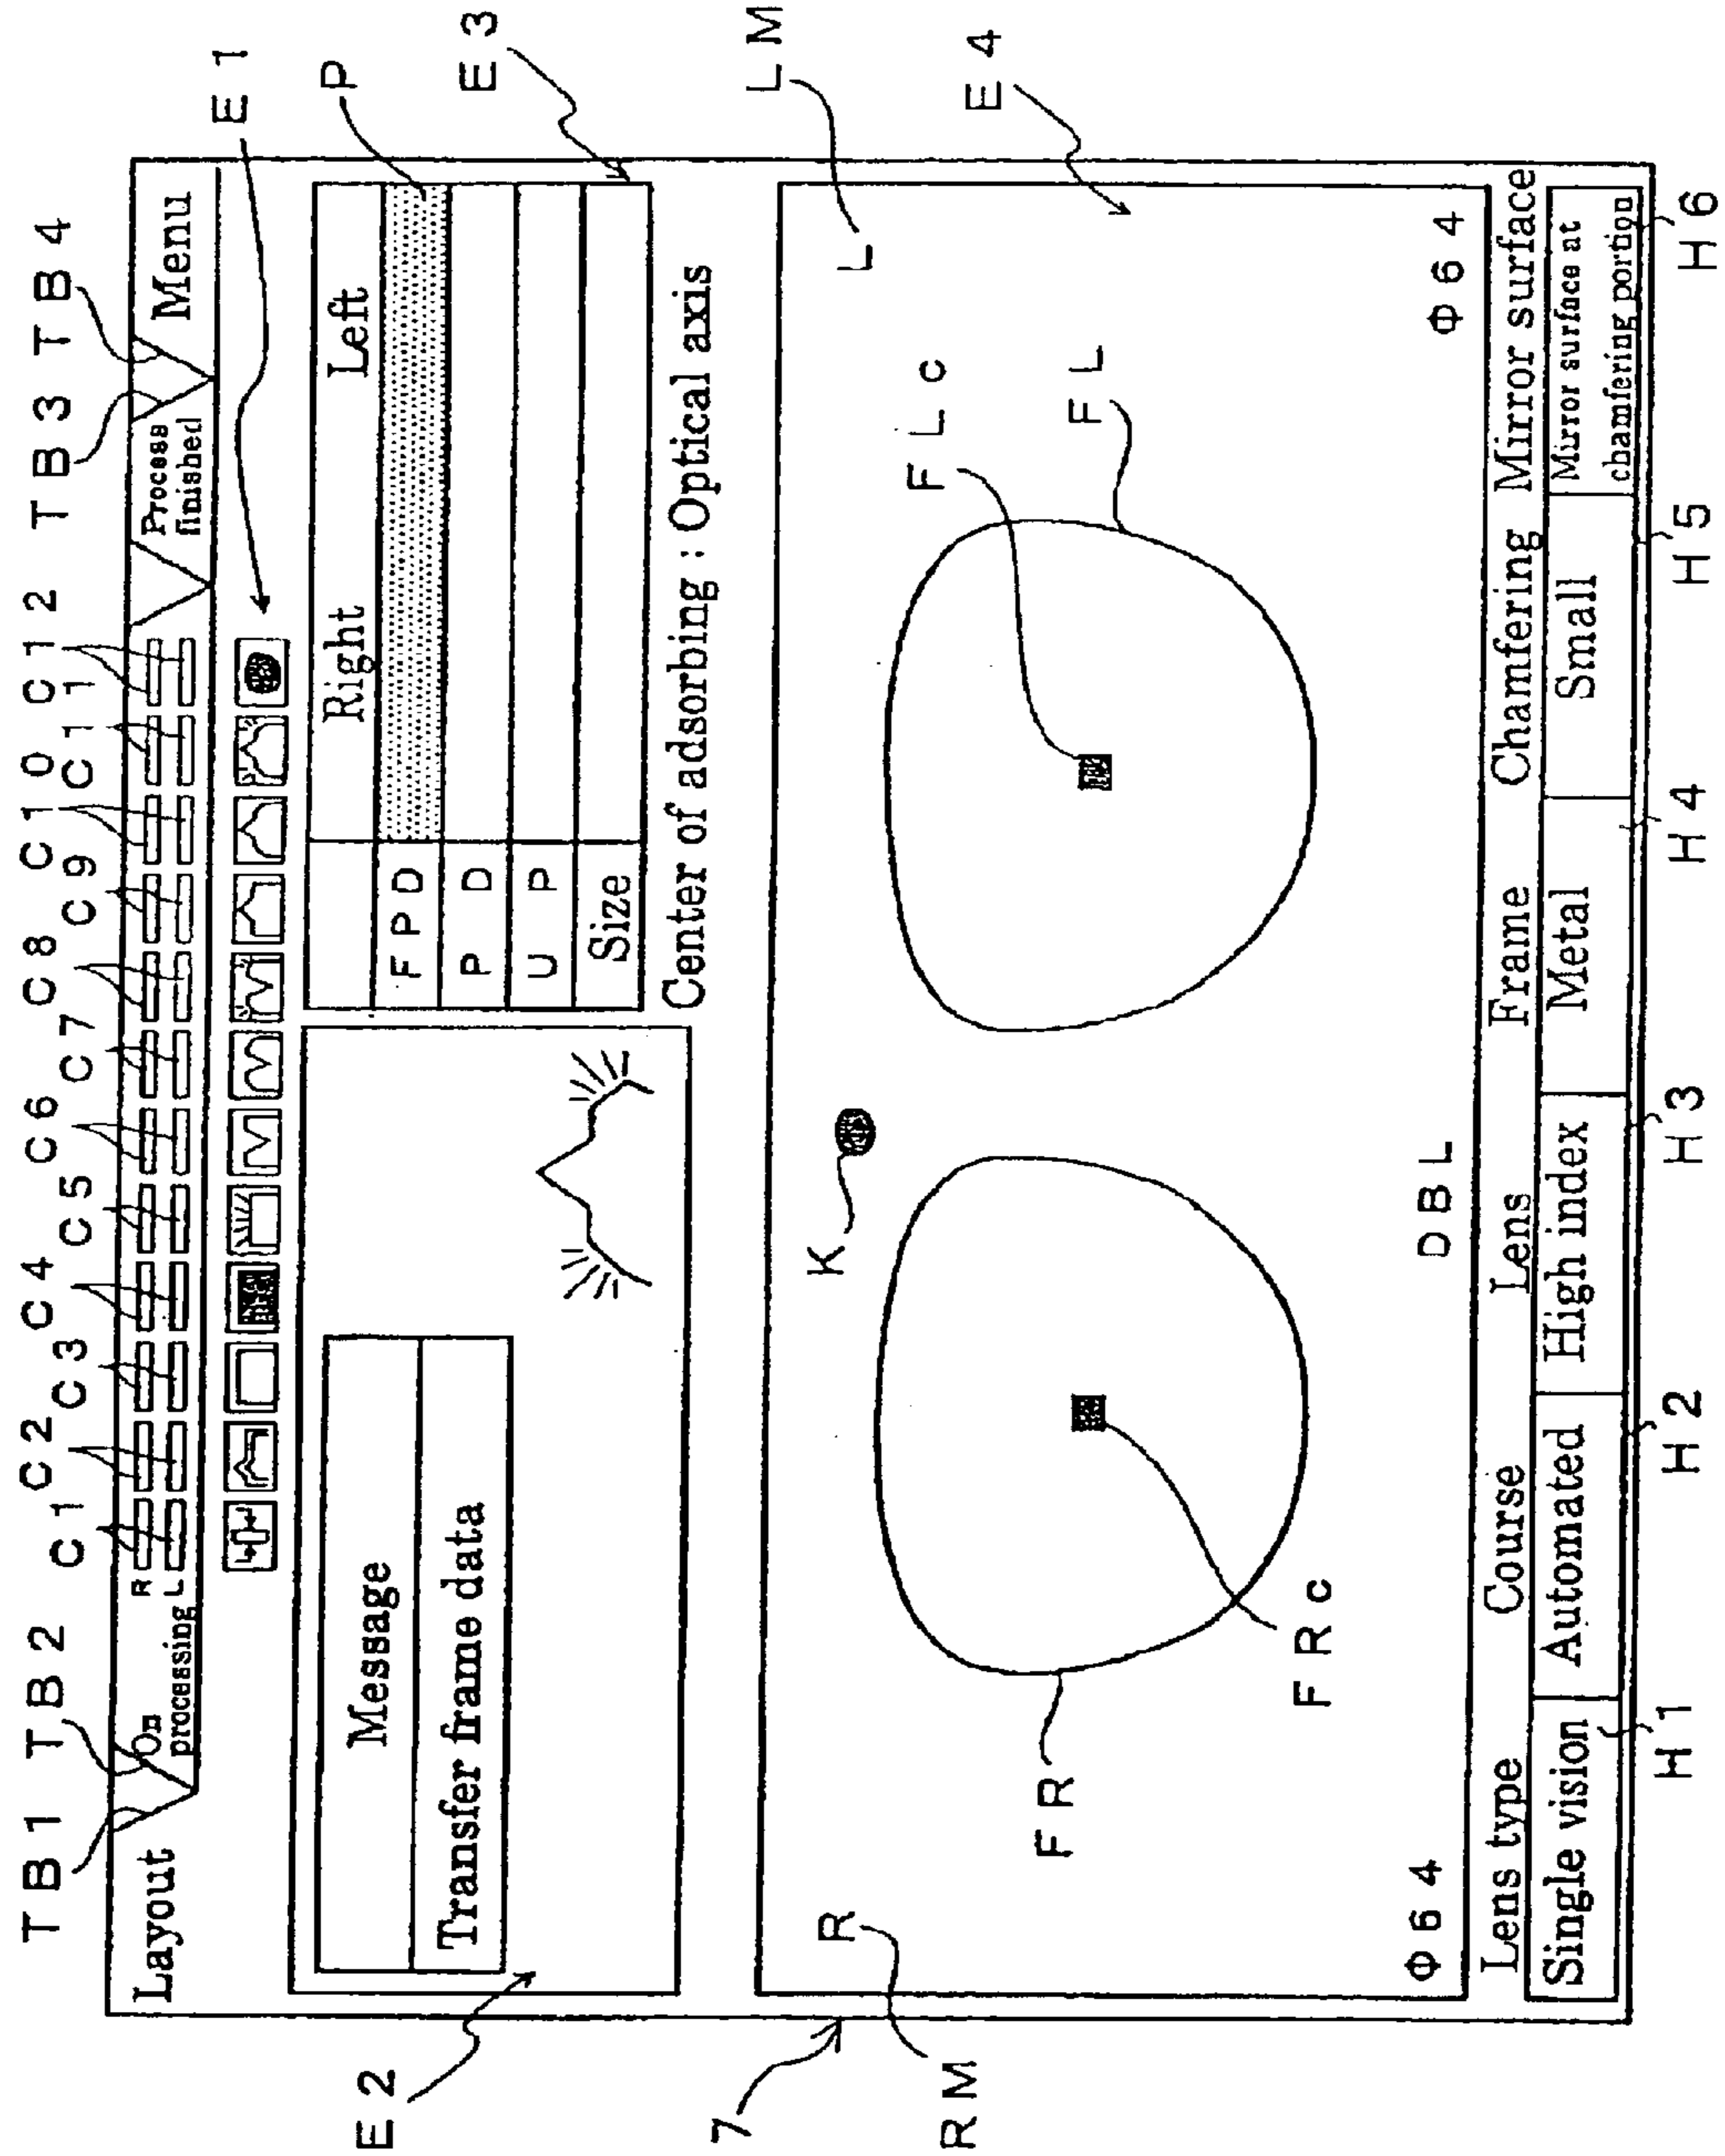 TB1 TB2 C1 C2 C3 C4 C5 C6 C7 C8 C9 C10 C11 C12 TB3 TB4
Layout
On
processing
R
L
Process
finished
Menu
E1
E2
Message
Transfer frame data
Right Left
FPD
PD
UP
Size
P
E3
Center of adsorbing : Optical axis
7
RM
R
K
L
LM
E4
FR
FRc
FLc
FL
Φ64
DBL
Φ64
Lens type Course Lens Frame Chamfering Mirror surface
Single vision Automated High index Metal Small Mirror surface at
chamfering portion
H1 H2 H3 H4 H5 H6